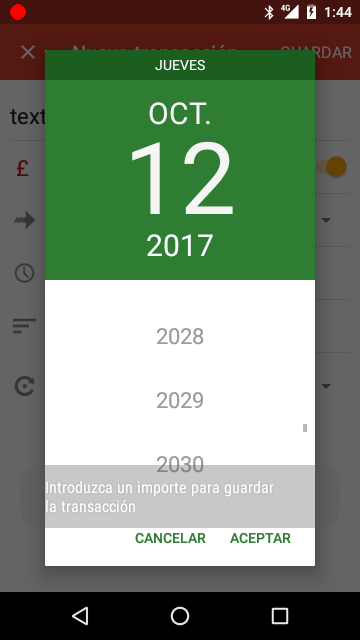 4G 1:44
Nueva transacción GUARDAR
JUEVES
text
OCT.
12
£
2017
2028
2029
2030
Introduzca un importe para guardar
la transacción
CANCELAR ACEPTAR